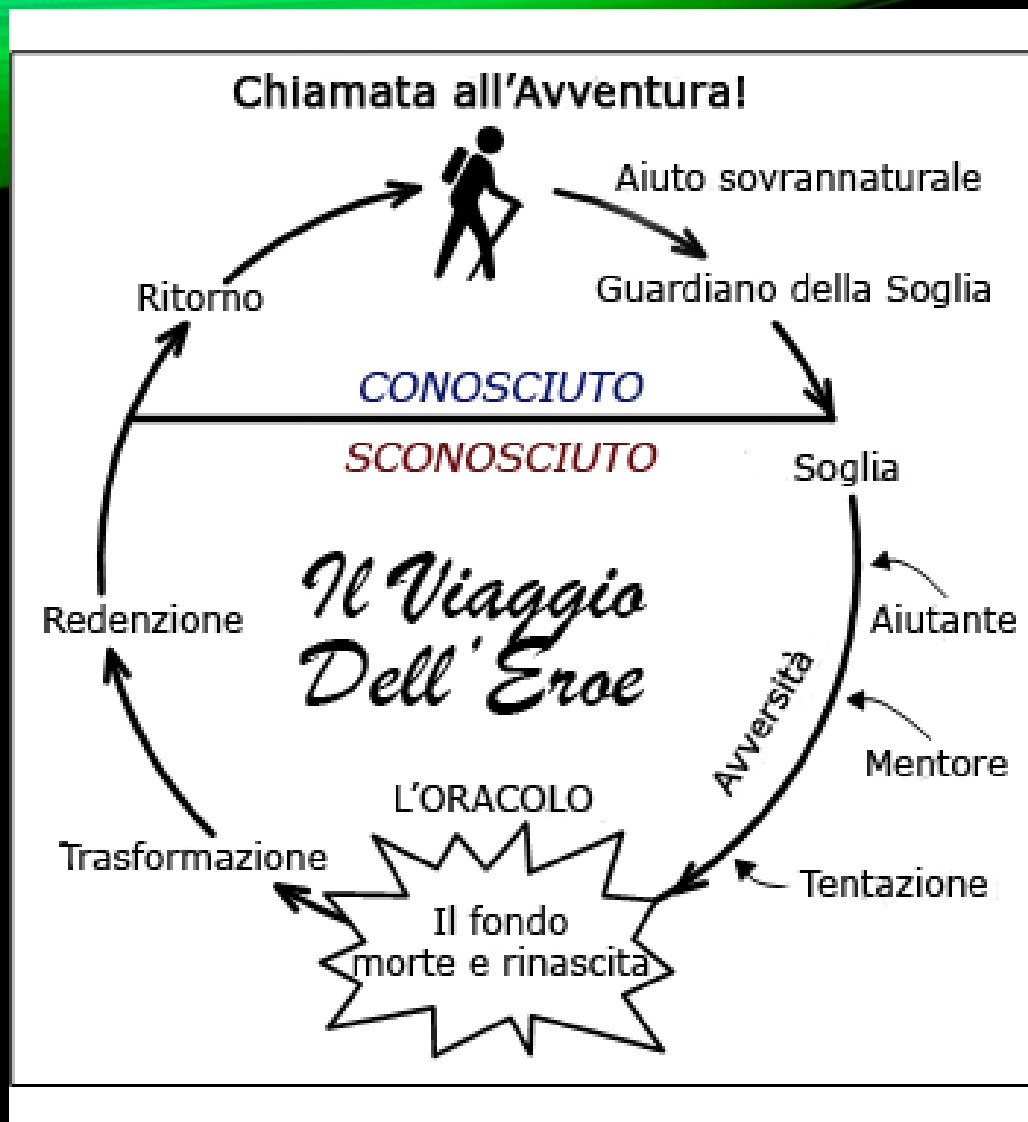 Chiamata all'Avventura!
Aiuto sovrannaturale
Guardiano della Soglia
Ritorno
CONOSCIUTO
SCONOSCIUTO
Soglia
Il Viaggio
Dell'Eroe
Aiutante
Redenzione
Avversità
Mentore
L'ORACOLO
Trasformazione
Tentazione
Il fondo
morte e rinascita